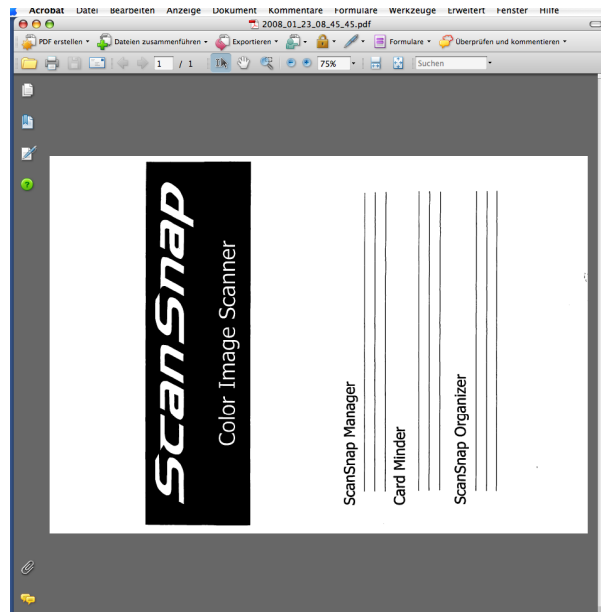 Acrobat Datei Bearbeiten Anzeige Dokument Kommentare Formulare Werkzeuge Erweitert Fenster Hilfe
2008_01_23_08_45_45.pdf
PDF erstellen Dateien zusammenführen Exportieren Formulare Überprüfen und kommentieren
1 / 1 75% Suchen
ScanSnap
Color Image Scanner
ScanSnap Manager
Card Minder
ScanSnap Organizer